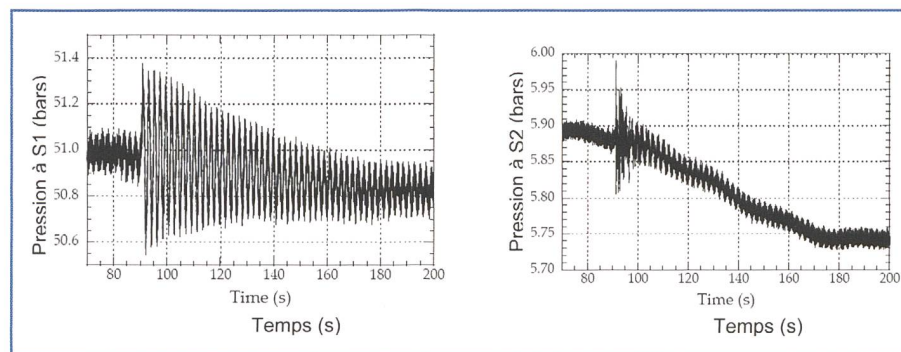 Pression à S1 (bars)
51.4
51.2
51.0
50.8
50.6
80 100 120 140 160 180 200
Time (s)
Temps (s)
Pression à S2 (bars)
6.00
5.95
5.90
5.85
5.80
5.75
5.70
80 100 120 140 160 180 200
Time (s)
Temps (s)